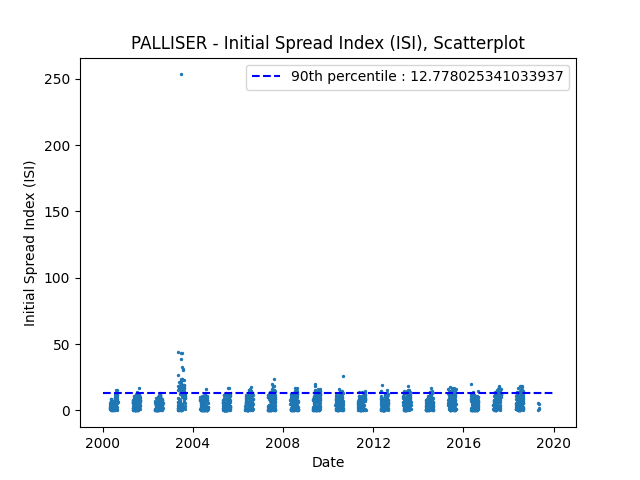 PALLISER - Initial Spread Index (ISI), Scatterplot
90th percentile : 12.778025341033937
250
200
150
100
50
0
Initial Spread Index (ISI)
2000 2004 2008 2012 2016 2020
Date